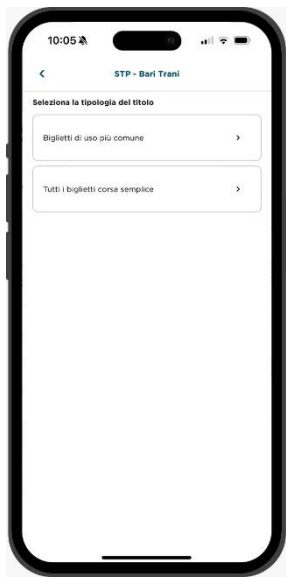 10:05
STP - Bari Trani
Seleziona la tipologia del titolo
Biglietti di uso più comune
Tutti i biglietti corsa semplice